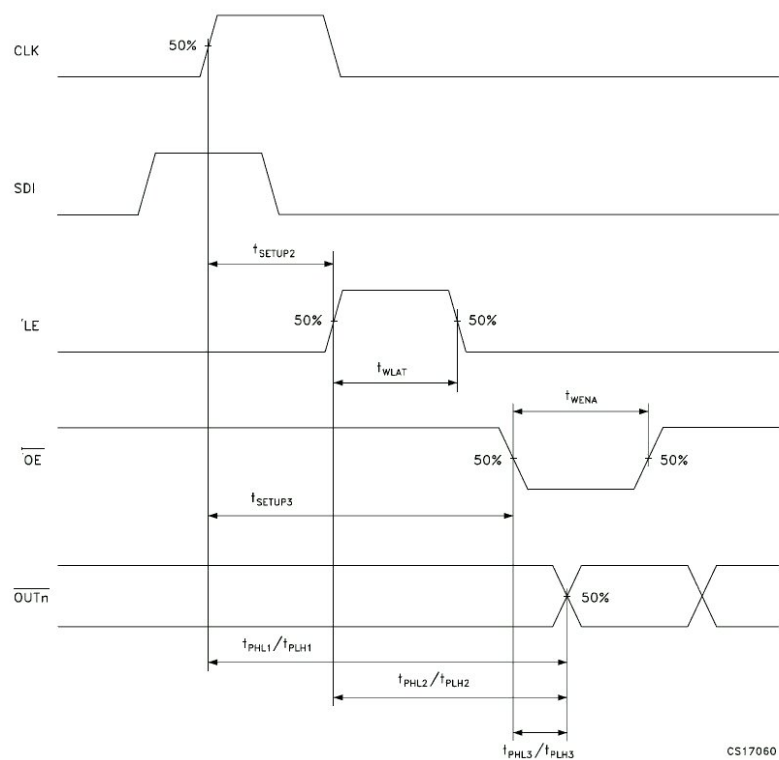 CLK
50%
SDI
tSETUP2
'LE
50%
50%
tWLAT
tWENA
'OE
50%
50%
tSETUP3
OUTn
50%
tPHL1/tPLH1
tPHL2/tPLH2
tPHL3/tPLH3
CS17060